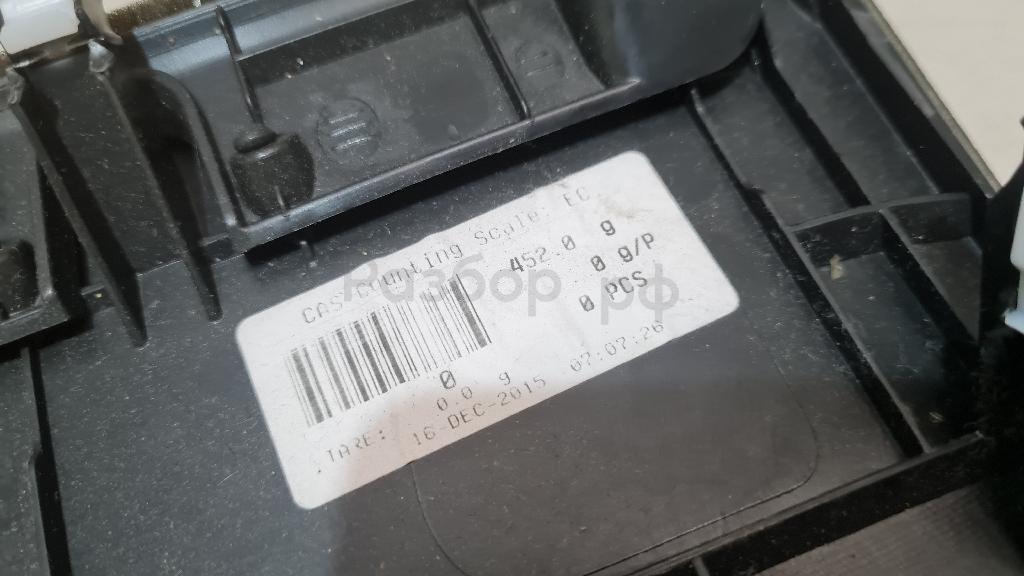 CAS Counting Scale: EC
452.0 g
0 g/P
0 PCS
0
0.0 g
TARE:
16-DEC-2015 07:07:26
Разбор рф